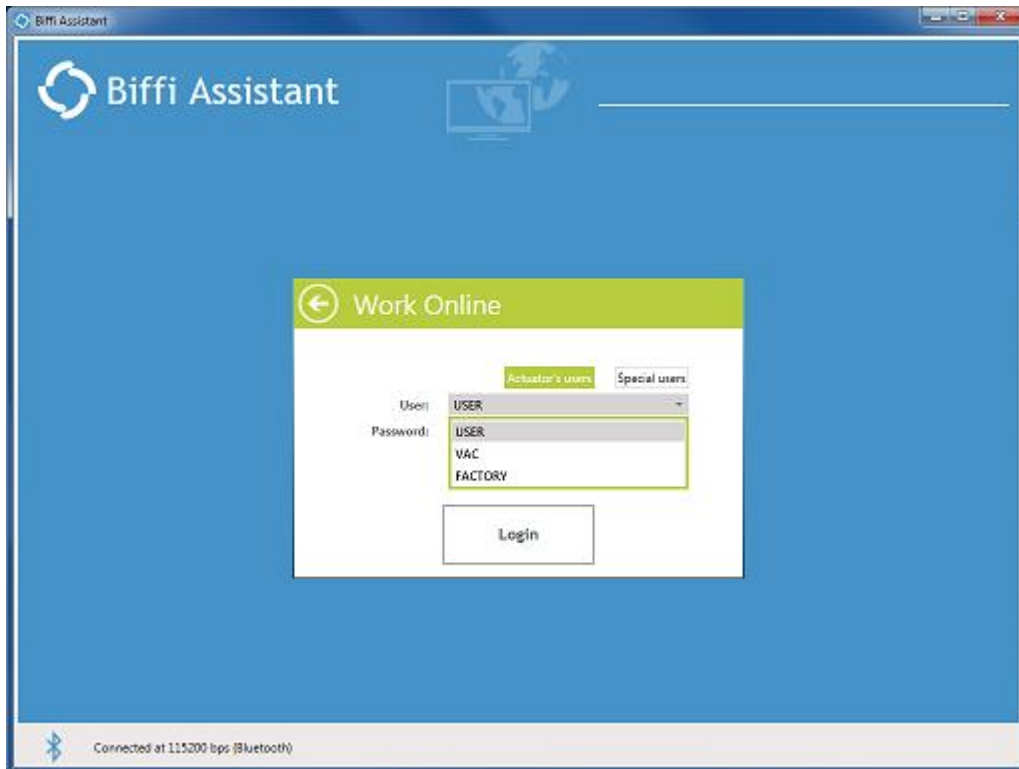 Biffi Assistant
Biffi Assistant
Work Online
Actuator's users Special users
User: USER
Password: USER
VAC
FACTORY
Login
Connected at 115200 bps (Bluetooth)